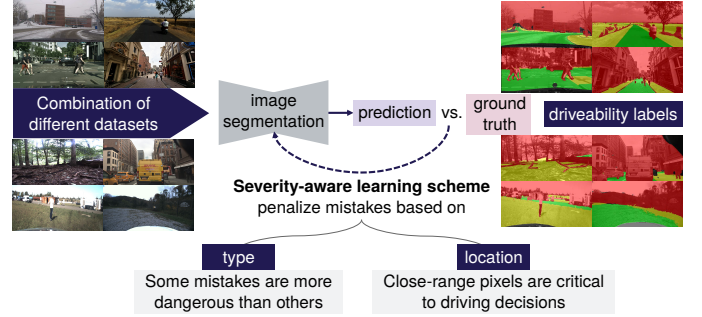 Combination of
different datasets
image
segmentation
prediction
vs.
ground
truth
driveability labels
Severity-aware learning scheme
penalize mistakes based on
type
location
Some mistakes are more
dangerous than others
Close-range pixels are critical
to driving decisions